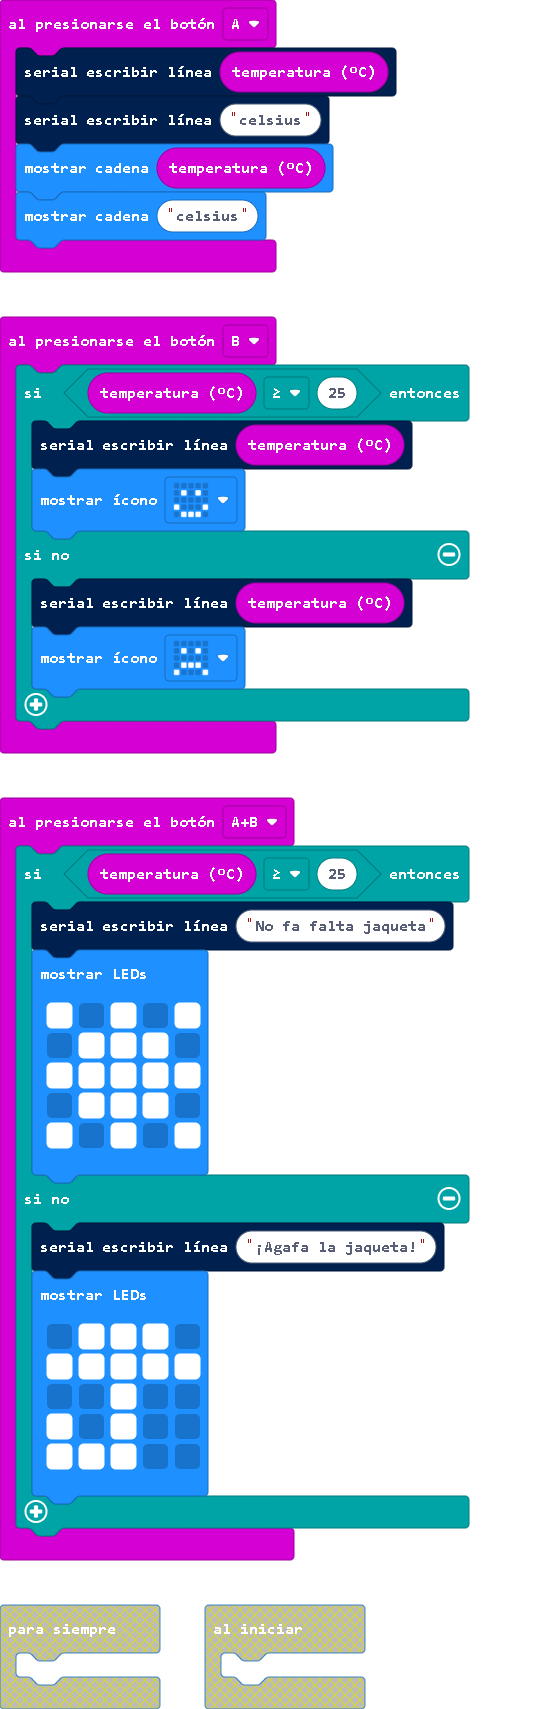 al presionarse el botón A
serial escribir línea temperatura (ºC)
serial escribir línea "celsius"
mostrar cadena temperatura (ºC)
mostrar cadena "celsius"
al presionarse el botón B
si temperatura (ºC) ≥ 25 entonces
serial escribir línea temperatura (ºC)
mostrar ícono
si no
serial escribir línea temperatura (ºC)
mostrar ícono
al presionarse el botón A+B
si temperatura (ºC) ≥ 25 entonces
serial escribir línea "No fa falta jaqueta"
mostrar LEDs
si no
serial escribir línea "¡Agafa la jaqueta!"
mostrar LEDs
para siempre
al iniciar